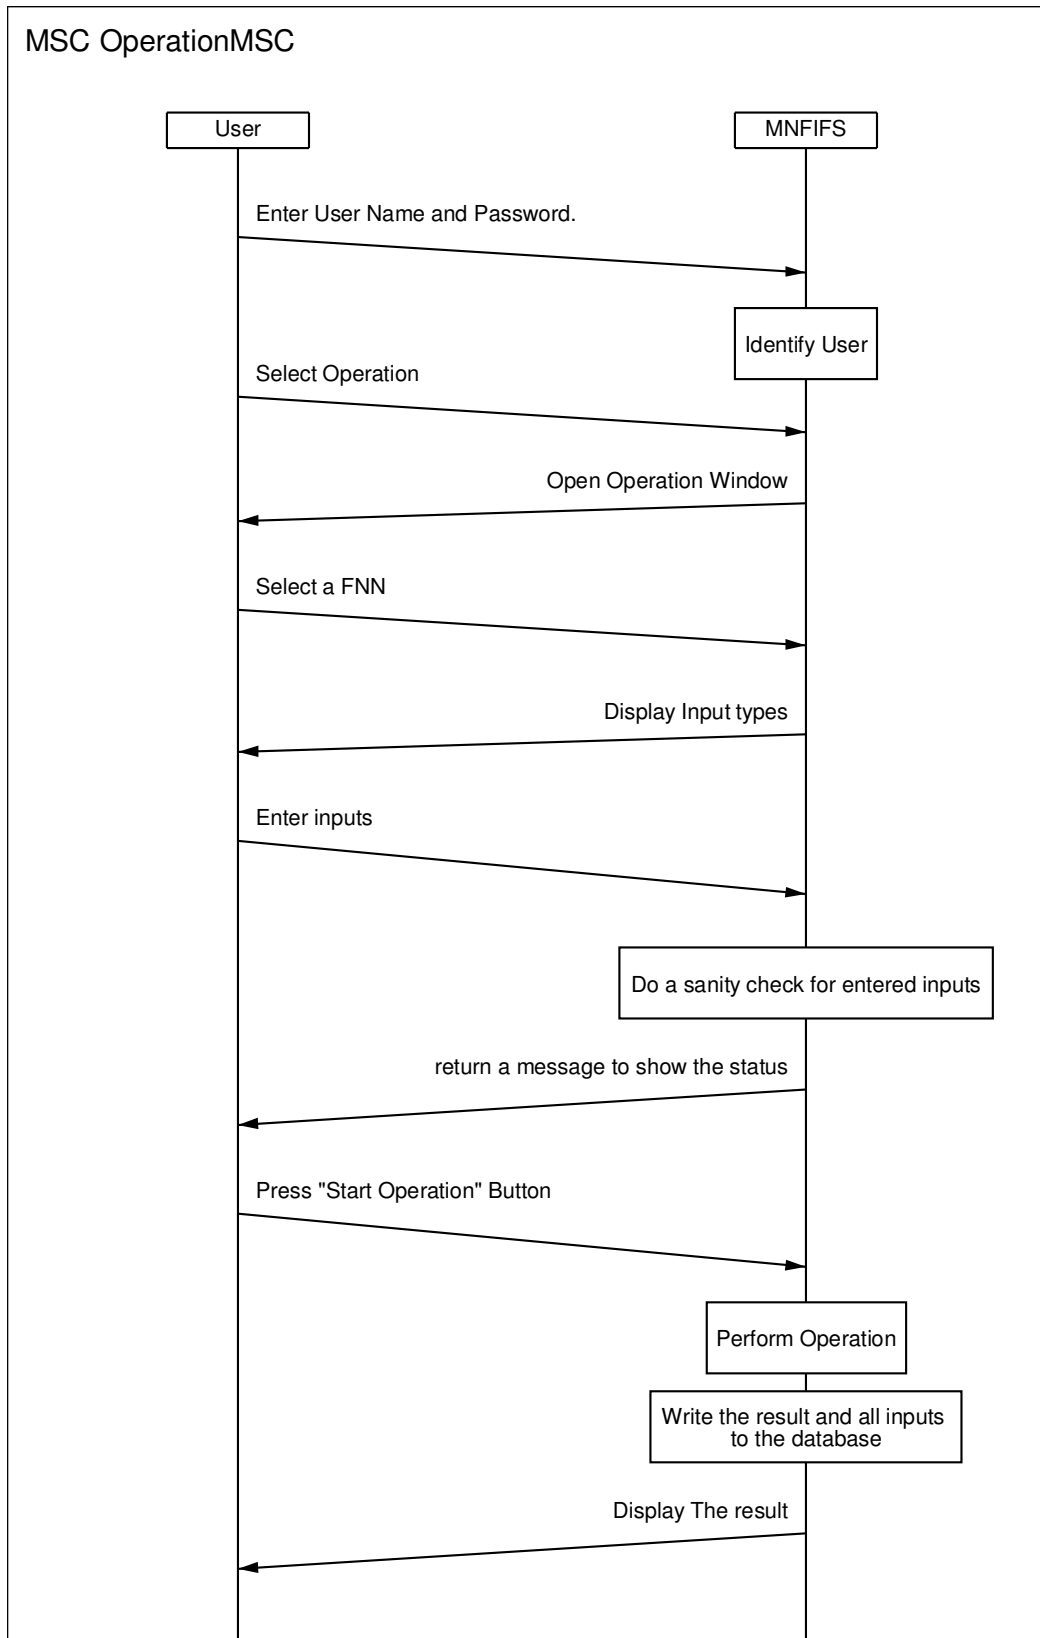 MSC OperationMSC
User
MNFIFS
Enter User Name and Password.
Identify User
Select Operation
Open Operation Window
Select a FNN
Display Input types
Enter inputs
Do a sanity check for entered inputs
return a message to show the status
Press "Start Operation" Button
Perform Operation
Write the result and all inputs
to the database
Display The result